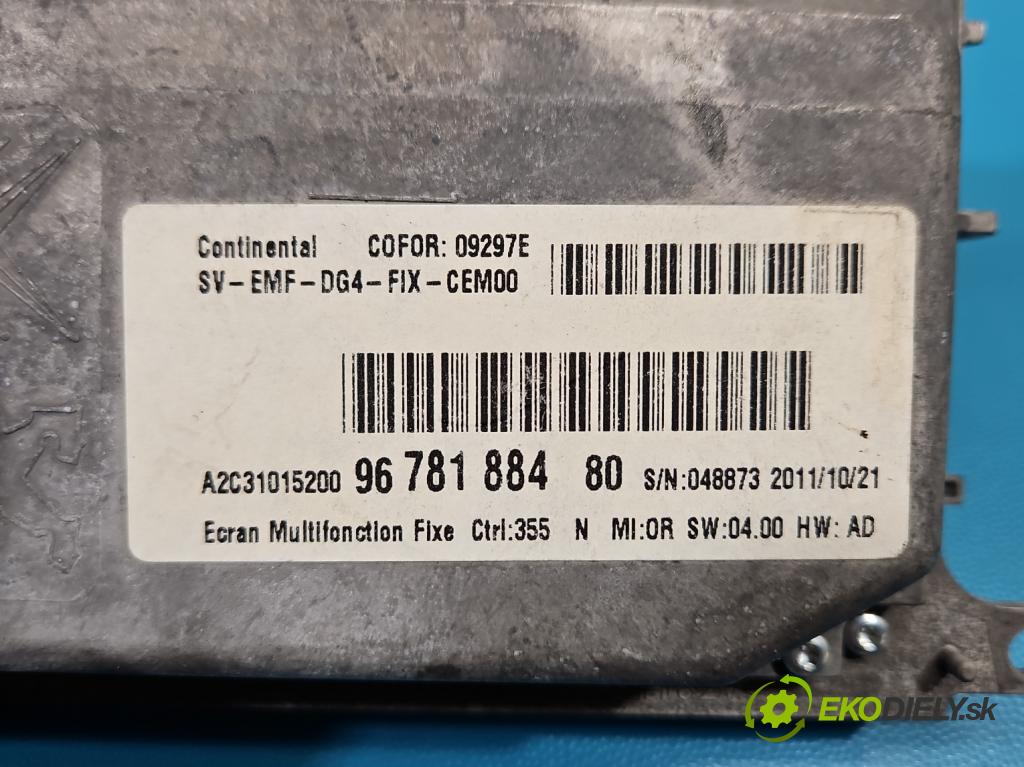 Continental COFOR: 09297E
SV-EMF-DG4-FIX-CEM00
A2C31015200 96 781 884 80 S/N:048873 2011/10/21
Ecran Multifonction Fixe Ctrl:355 N MI:OR SW:04.00 HW: AD
EKODIELY.sk